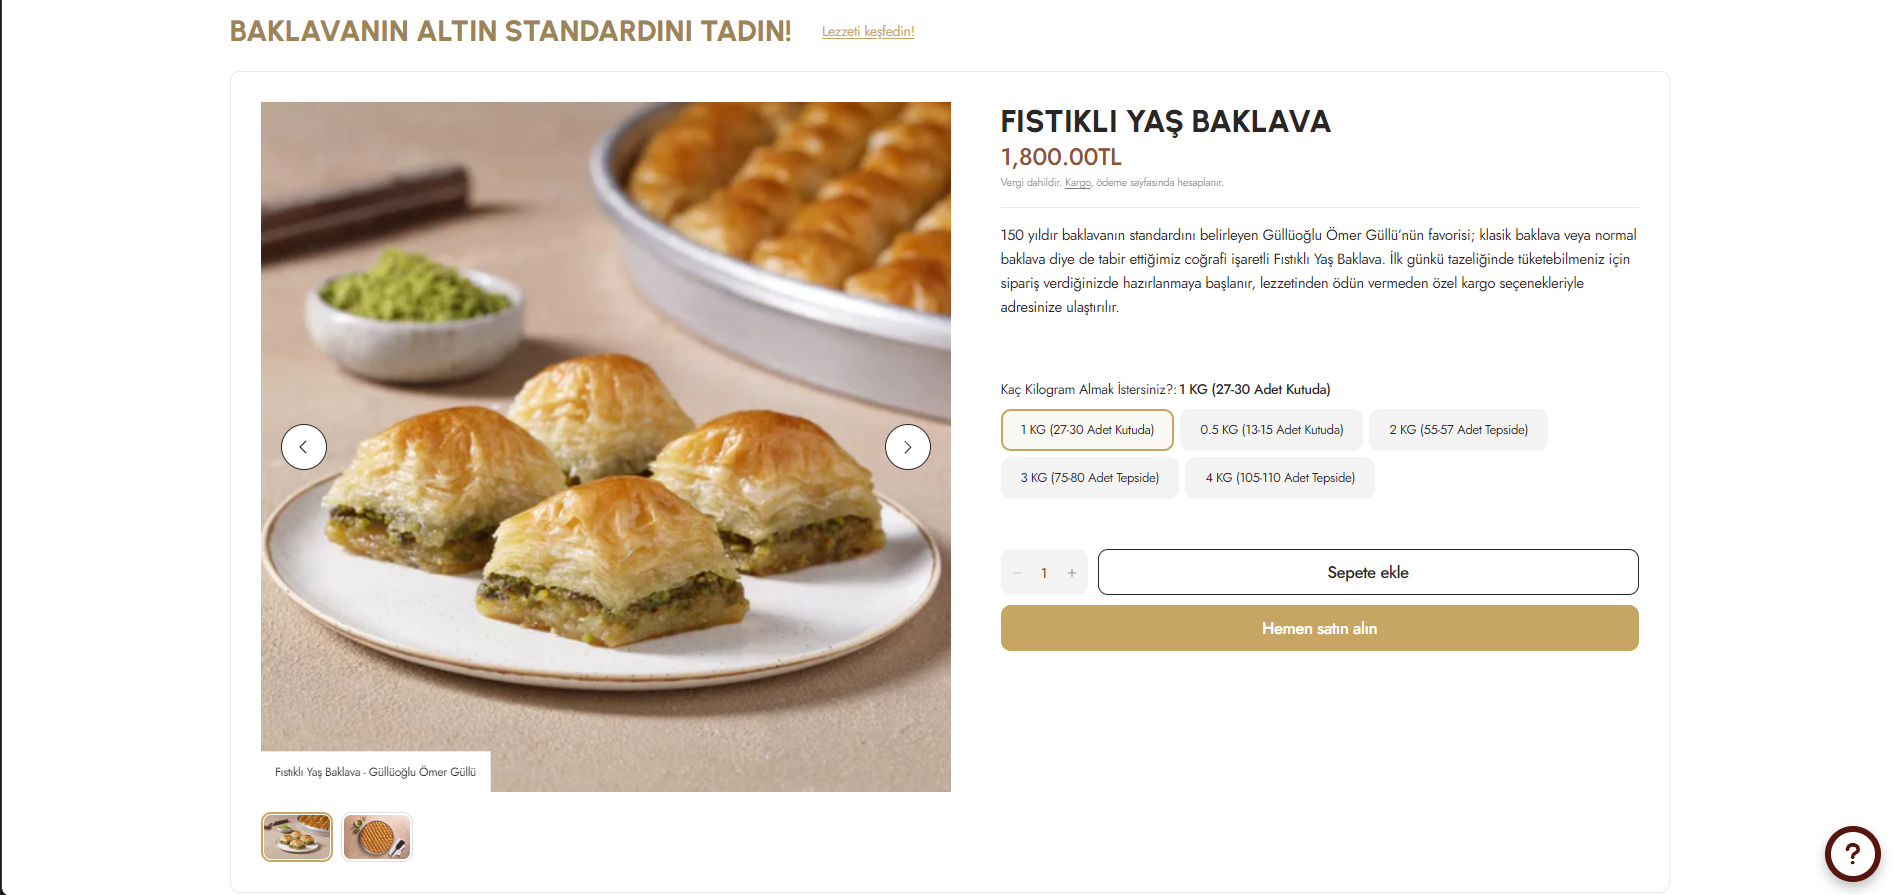 BAKLAVANIN ALTIN STANDARDINI TADIN!
Lezzeti keşfedin!
FISTIKLI YAŞ BAKLAVA
1,800.00TL
Vergi dahildir. Kargo, ödeme sayfasında hesaplanır.
150 yıldır baklavanın standardını belirleyen Güllüoğlu Ömer Güllü’nün favorisi; klasik baklava veya normal
baklava diye de tabir ettiğimiz coğrafi işaretli Fıstıklı Yaş Baklava. İlk günkü tazeliğinde tüketebilmeniz için
sipariş verdiğinizde hazırlanmaya başlanır, lezzetinden ödün vermeden özel kargo seçenekleriyle
adresinize ulaştırılır.
Kaç Kilogram Almak İstersiniz?: 1 KG (27-30 Adet Kutuda)
1 KG (27-30 Adet Kutuda)
0.5 KG (13-15 Adet Kutuda)
2 KG (55-57 Adet Tepside)
3 KG (75-80 Adet Tepside)
4 KG (105-110 Adet Tepside)
− 1 +
Sepete ekle
Hemen satın alın
Fıstıklı Yaş Baklava - Güllüoğlu Ömer Güllü
?